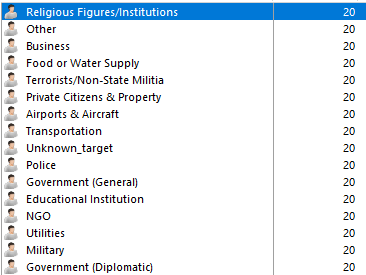 Religious Figures/Institutions 20
Other 20
Business 20
Food or Water Supply 20
Terrorists/Non-State Militia 20
Private Citizens & Property 20
Airports & Aircraft 20
Transportation 20
Unknown_target 20
Police 20
Government (General) 20
Educational Institution 20
NGO 20
Utilities 20
Military 20
Government (Diplomatic) 20